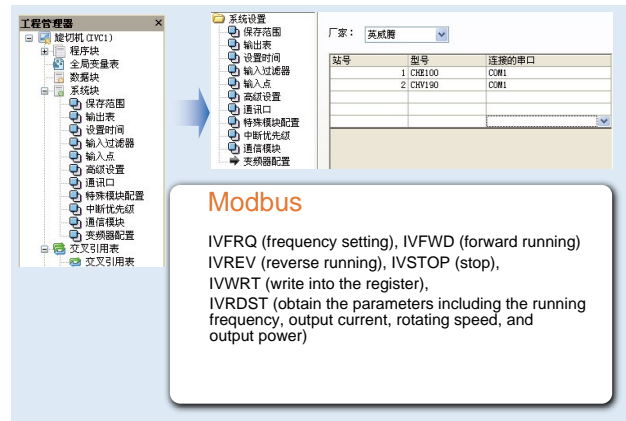 工程管理器 ×
旋切机(IVC1)
程序块
全局变量表
数据块
系统块
保存范围
输出表
设置时间
输入过滤器
输入点
高级设置
通讯口
特殊模块配置
中断优先级
通信模块
变频器配置
交叉引用表
交叉引用表
系统设置
保存范围
输出表
设置时间
输入过滤器
输入点
高级设置
通讯口
特殊模块配置
中断优先级
通信模块
变频器配置
厂家： 英威腾
站号 型号 连接的串口
1 CHE100 COM1
2 CHV190 COM1
Modbus
IVFRQ (frequency setting), IVFWD (forward running)
IVREV (reverse running), IVSTOP (stop),
IVWRT (write into the register),
IVRDST (obtain the parameters including the running
frequency, output current, rotating speed, and
output power)